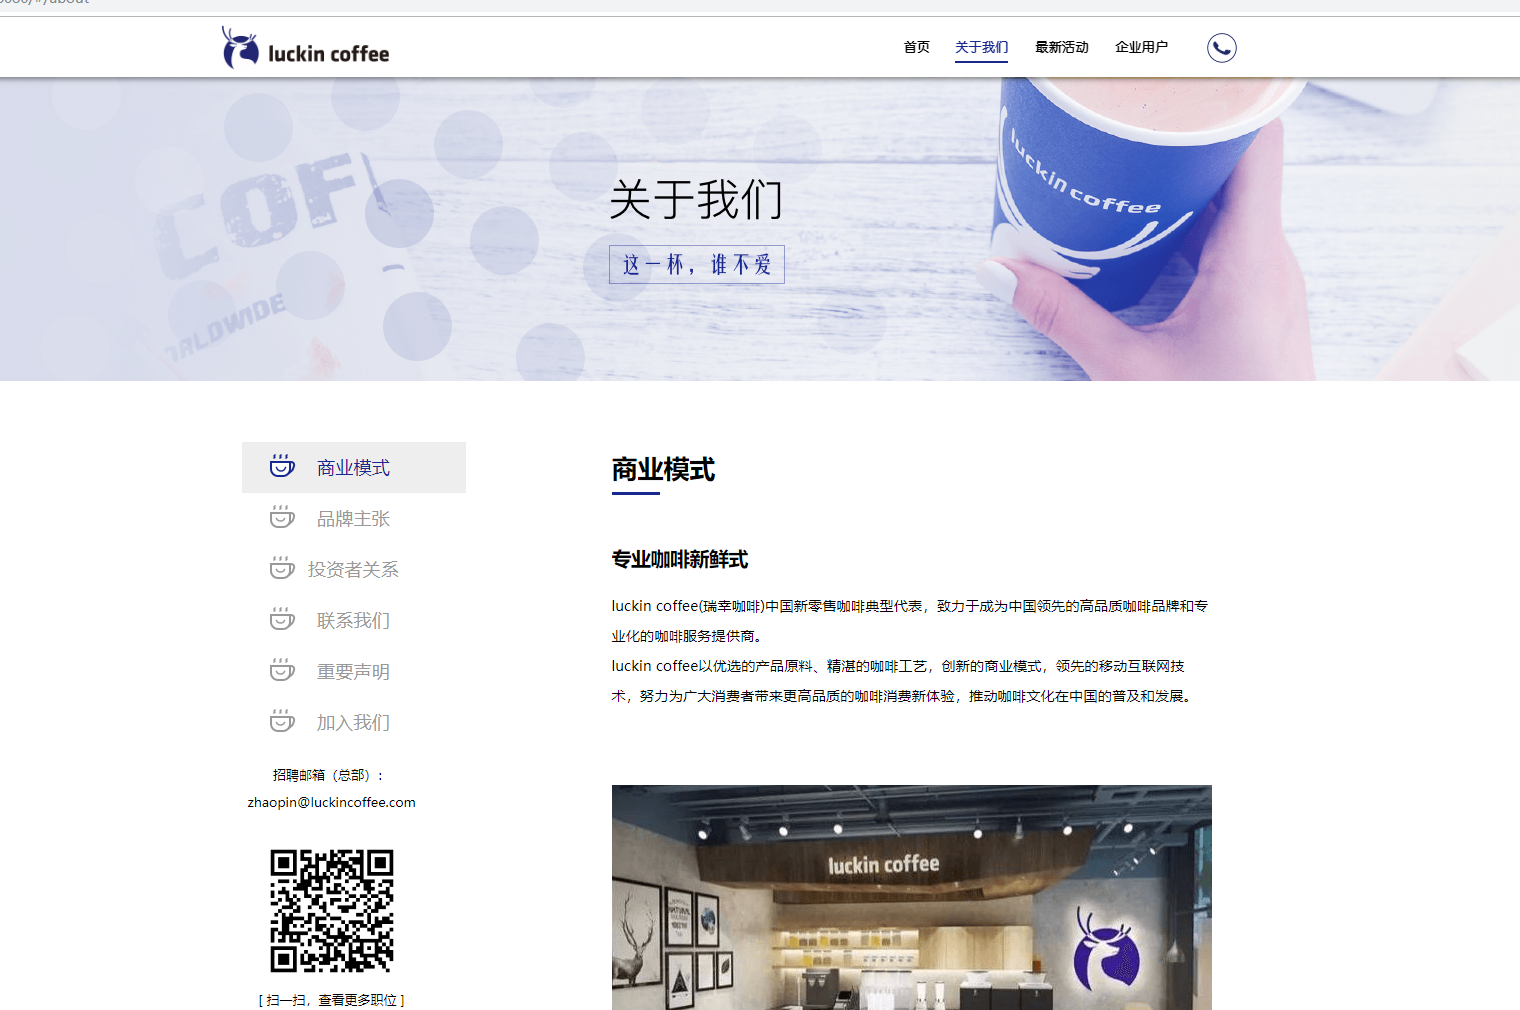 luckin coffee
首页 关于我们 最新活动 企业用户
COF
luckin coffee
关于我们
这一杯，谁不爱
商业模式
品牌主张
投资者关系
联系我们
重要声明
加入我们
招聘邮箱（总部）：
zhaopin@luckincoffee.com
[ 扫一扫，查看更多职位 ]
商业模式
专业咖啡新鲜式
luckin coffee(瑞幸咖啡)中国新零售咖啡典型代表，致力于成为中国领先的高品质咖啡品牌和专
业化的咖啡服务提供商。
luckin coffee以优选的产品原料、精湛的咖啡工艺，创新的商业模式，领先的移动互联网技
术，努力为广大消费者带来更高品质的咖啡消费新体验，推动咖啡文化在中国的普及和发展。
luckin coffee
NATURAL